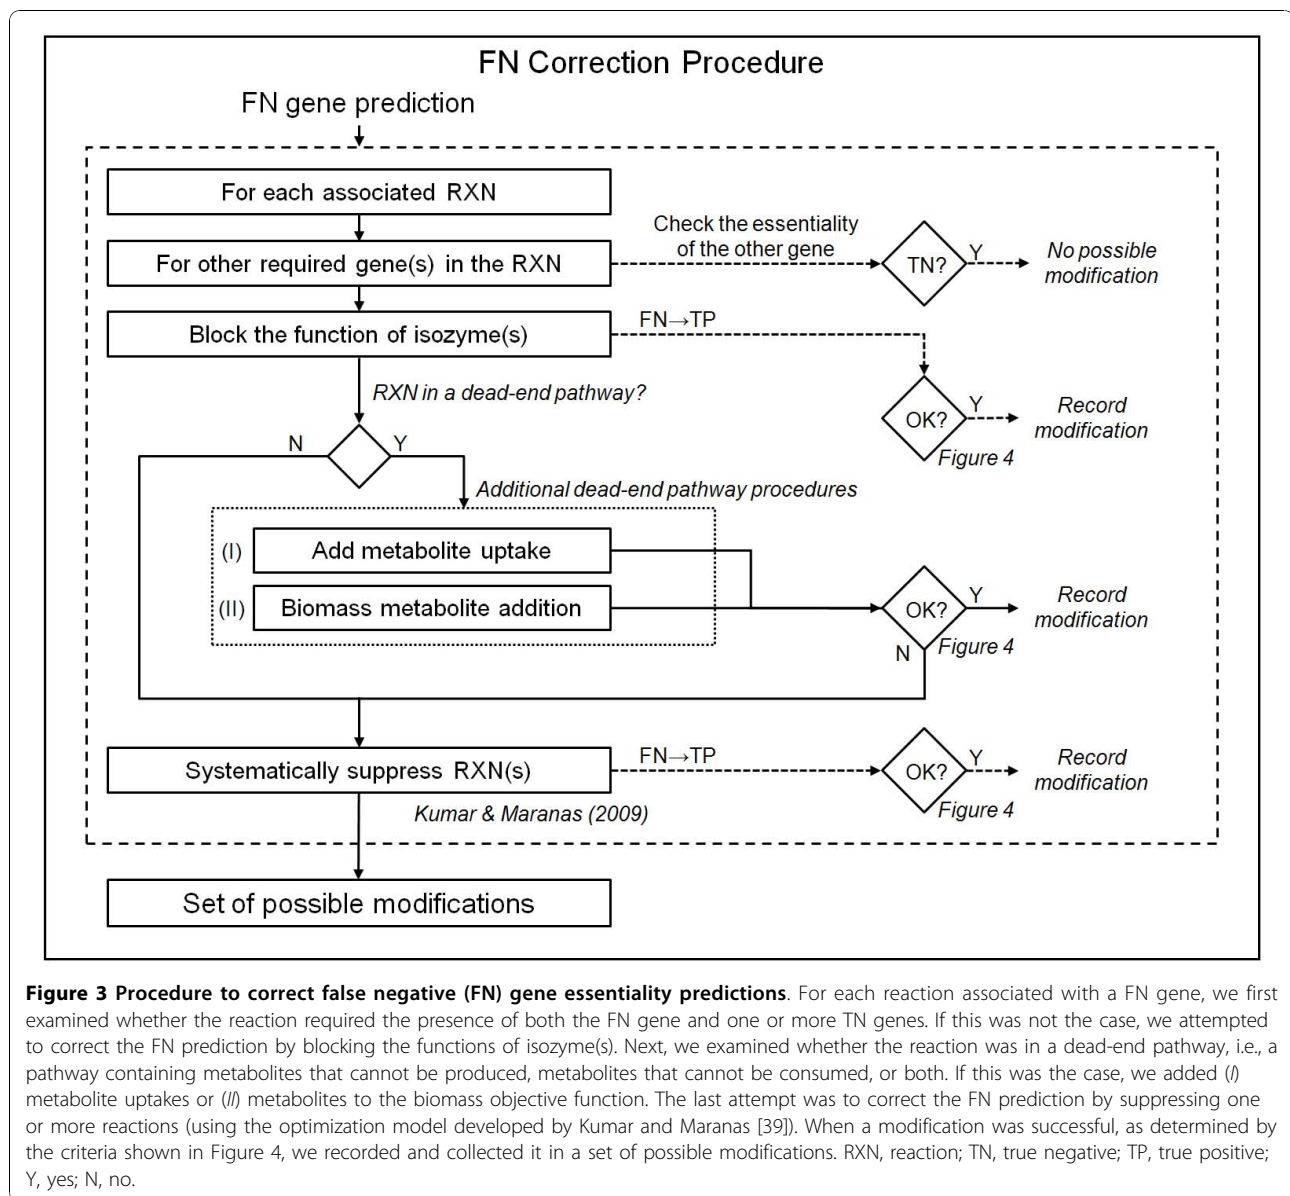 FN Correction Procedure
FN gene prediction
For each associated RXN
Check the essentiality
of the other gene
For other required gene(s) in the RXN
TN?
Y
No possible
modification
Block the function of isozyme(s)
FN→TP
RXN in a dead-end pathway?
OK?
Y
Record
modification
Figure 4
N
Y
Additional dead-end pathway procedures
(I)
Add metabolite uptake
(II)
Biomass metabolite addition
OK?
Y
Record
modification
Figure 4
N
Systematically suppress RXN(s)
FN→TP
OK?
Y
Record
modification
Figure 4
Kumar & Maranas (2009)
Set of possible modifications
Figure 3 Procedure to correct false negative (FN) gene essentiality predictions. For each reaction associated with a FN gene, we first
examined whether the reaction required the presence of both the FN gene and one or more TN genes. If this was not the case, we attempted
to correct the FN prediction by blocking the functions of isozyme(s). Next, we examined whether the reaction was in a dead-end pathway, i.e., a
pathway containing metabolites that cannot be produced, metabolites that cannot be consumed, or both. If this was the case, we added (I)
metabolite uptakes or (II) metabolites to the biomass objective function. The last attempt was to correct the FN prediction by suppressing one
or more reactions (using the optimization model developed by Kumar and Maranas [39]). When a modification was successful, as determined by
the criteria shown in Figure 4, we recorded and collected it in a set of possible modifications. RXN, reaction; TN, true negative; TP, true positive;
Y, yes; N, no.